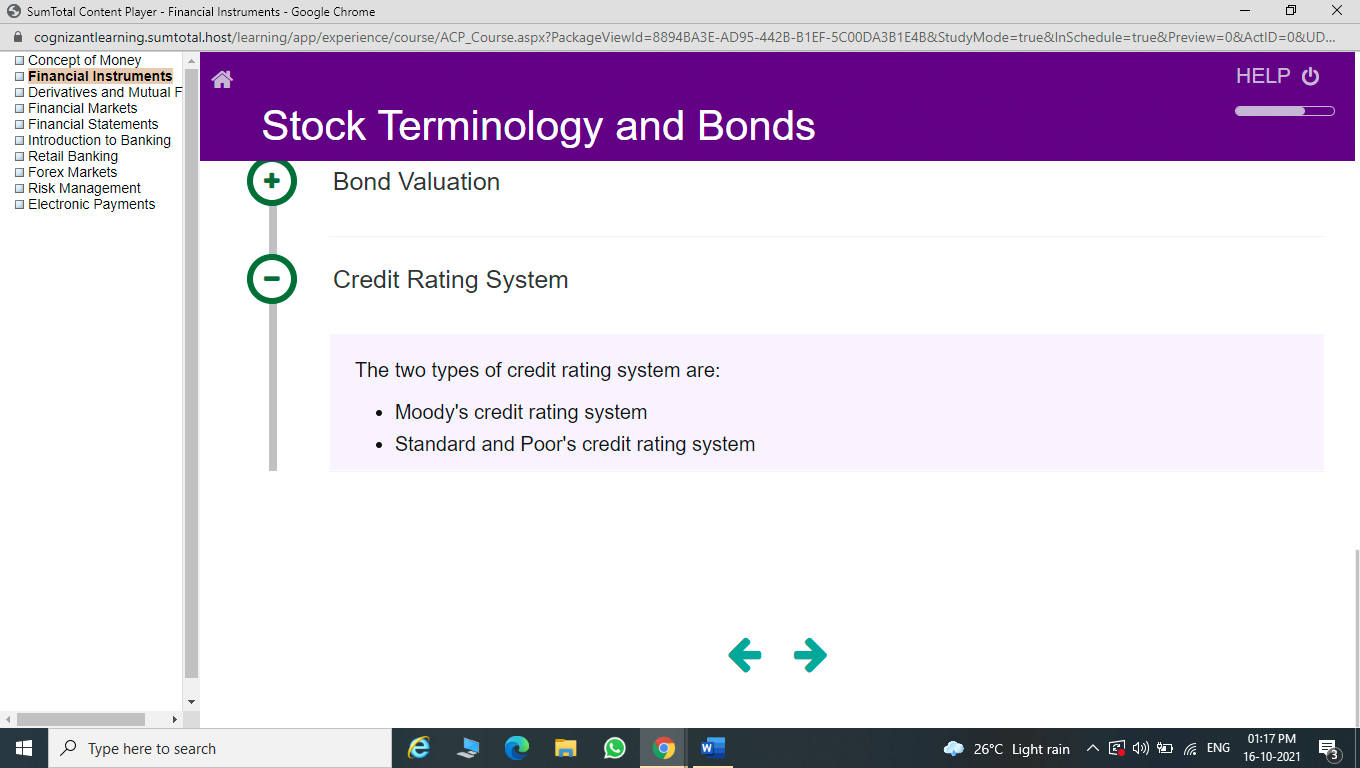 SumTotal Content Player - Financial Instruments - Google Chrome
cognizantlearning.sumtotal.host/learning/app/experience/course/ACP_Course.aspx?PackageViewId=8894BA3E-AD95-442B-B1EF-5C00DA3B1E4B&StudyMode=true&InSchedule=true&Preview=0&ActID=0&UD...
Concept of Money
Financial Instruments
Derivatives and Mutual F
Financial Markets
Financial Statements
Introduction to Banking
Retail Banking
Forex Markets
Risk Management
Electronic Payments
HELP
Stock Terminology and Bonds
Bond Valuation
Credit Rating System
The two types of credit rating system are:
• Moody's credit rating system
• Standard and Poor's credit rating system
Type here to search
26°C Light rain
ENG
01:17 PM
16-10-2021
3